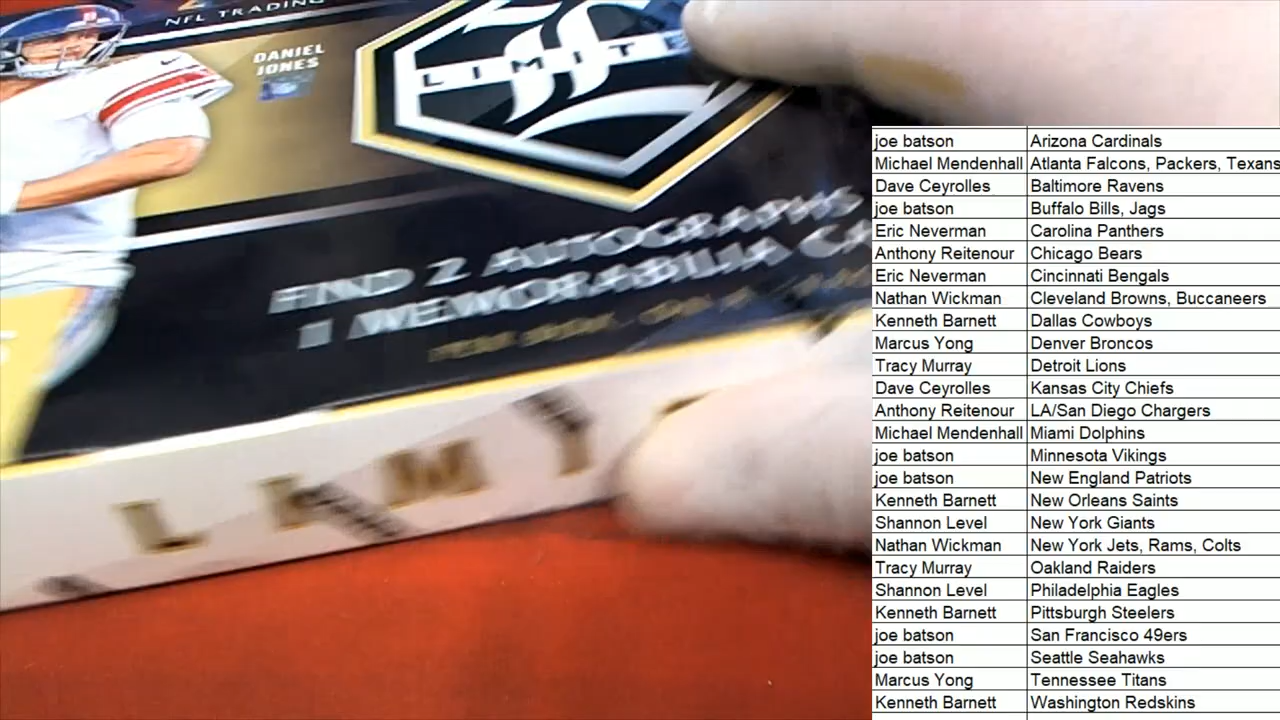 NFL TRADING
DANIEL
JONES
LIMITE
FIND 2 AUTOGRAPHS
1 MEMORABILIA CA
LIMI
joe batson Arizona Cardinals
Michael Mendenhall Atlanta Falcons, Packers, Texans
Dave Ceyrolles Baltimore Ravens
joe batson Buffalo Bills, Jags
Eric Neverman Carolina Panthers
Anthony Reitenour Chicago Bears
Eric Neverman Cincinnati Bengals
Nathan Wickman Cleveland Browns, Buccaneers
Kenneth Barnett Dallas Cowboys
Marcus Yong Denver Broncos
Tracy Murray Detroit Lions
Dave Ceyrolles Kansas City Chiefs
Anthony Reitenour LA/San Diego Chargers
Michael Mendenhall Miami Dolphins
joe batson Minnesota Vikings
joe batson New England Patriots
Kenneth Barnett New Orleans Saints
Shannon Level New York Giants
Nathan Wickman New York Jets, Rams, Colts
Tracy Murray Oakland Raiders
Shannon Level Philadelphia Eagles
Kenneth Barnett Pittsburgh Steelers
joe batson San Francisco 49ers
joe batson Seattle Seahawks
Marcus Yong Tennessee Titans
Kenneth Barnett Washington Redskins